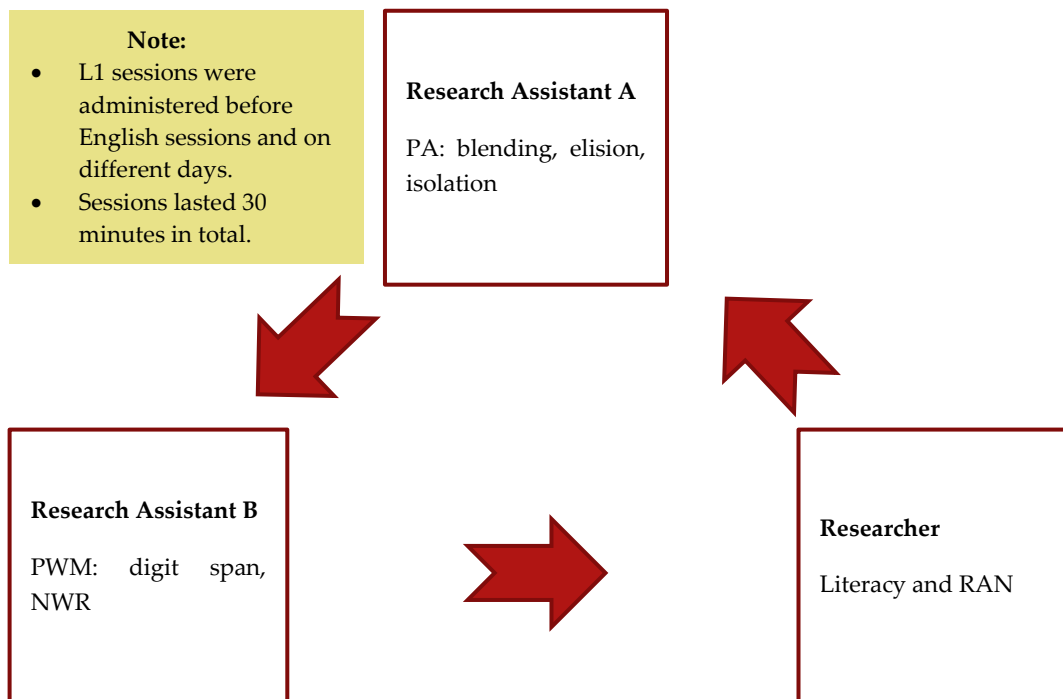 Note:
• L1 sessions were
administered before
English sessions and on
different days.
• Sessions lasted 30
minutes in total.
Research Assistant A
PA: blending, elision,
isolation
Research Assistant B
PWM: digit span,
NWR
Researcher
Literacy and RAN